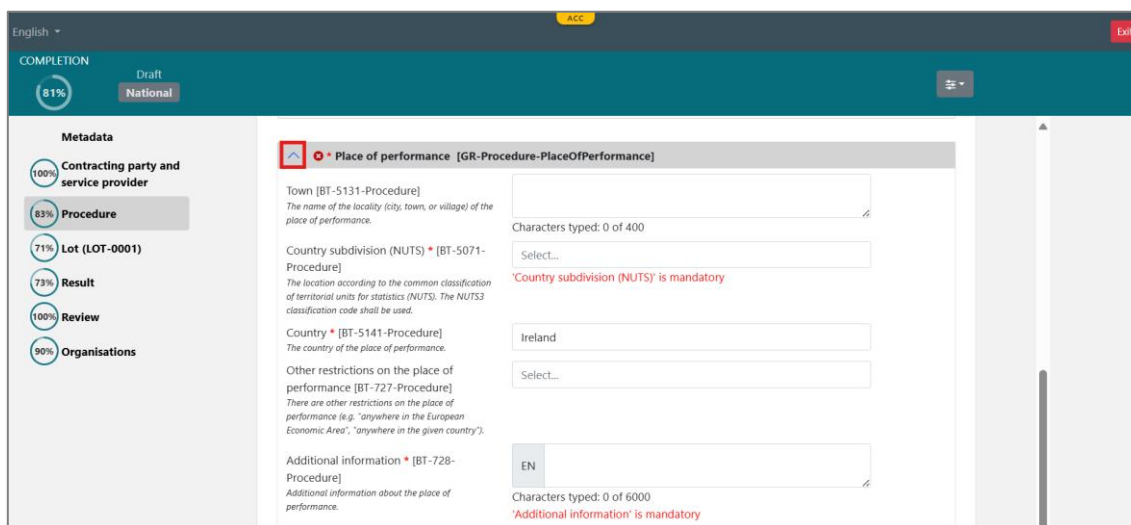 ACC
English
Exit
COMPLETION
81%
Draft
National
Metadata
100%
Contracting party and
service provider
83%
Procedure
71%
Lot (LOT-0001)
73%
Result
100%
Review
90%
Organisations
* Place of performance [GR-Procedure-PlaceOfPerformance]
Town [BT-5131-Procedure]
The name of the locality (city, town, or village) of the
place of performance.
Characters typed: 0 of 400
Country subdivision (NUTS) * [BT-5071-
Procedure]
The location according to the common classification
of territorial units for statistics (NUTS). The NUTS3
classification code shall be used.
Select...
'Country subdivision (NUTS)' is mandatory
Country * [BT-5141-Procedure]
The country of the place of performance.
Ireland
Other restrictions on the place of
performance [BT-727-Procedure]
There are other restrictions on the place of
performance (e.g. "anywhere in the European
Economic Area", "anywhere in the given country").
Select...
Additional information * [BT-728-
Procedure]
Additional information about the place of
performance.
EN
Characters typed: 0 of 6000
'Additional information' is mandatory